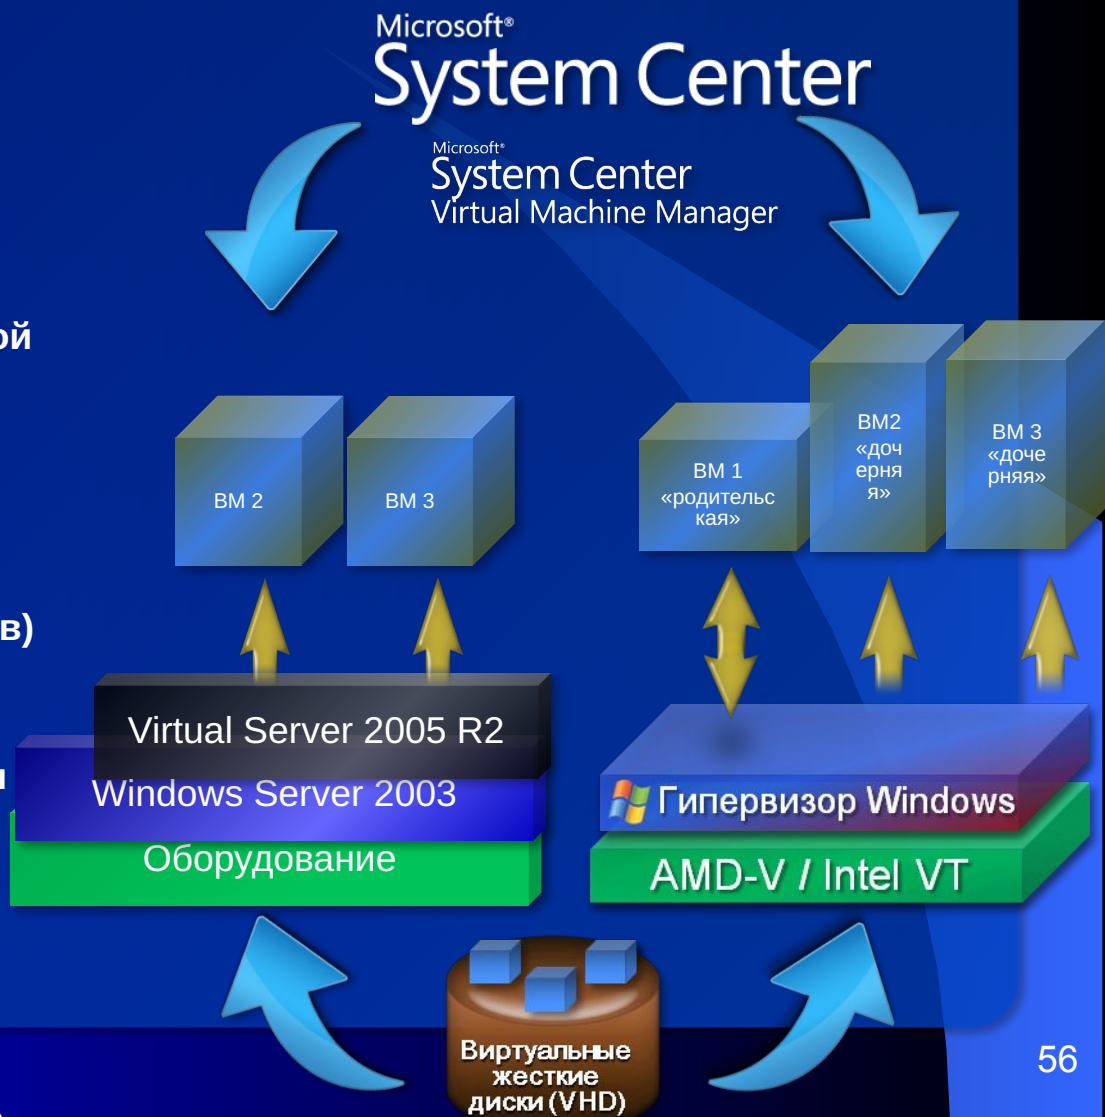 Microsoft®
System Center
Microsoft®
System Center
Virtual Machine Manager
ой
ВМ 2
ВМ 3
ВМ 1
«родительс
кая»
ВМ2
«доч
ерня
я»
ВМ 3
«доче
рняя»
в)
Virtual Server 2005 R2
Windows Server 2003
Оборудование
Гипервизор Windows
AMD-V / Intel VT
Виртуальные
жесткие
диски (VHD)
56